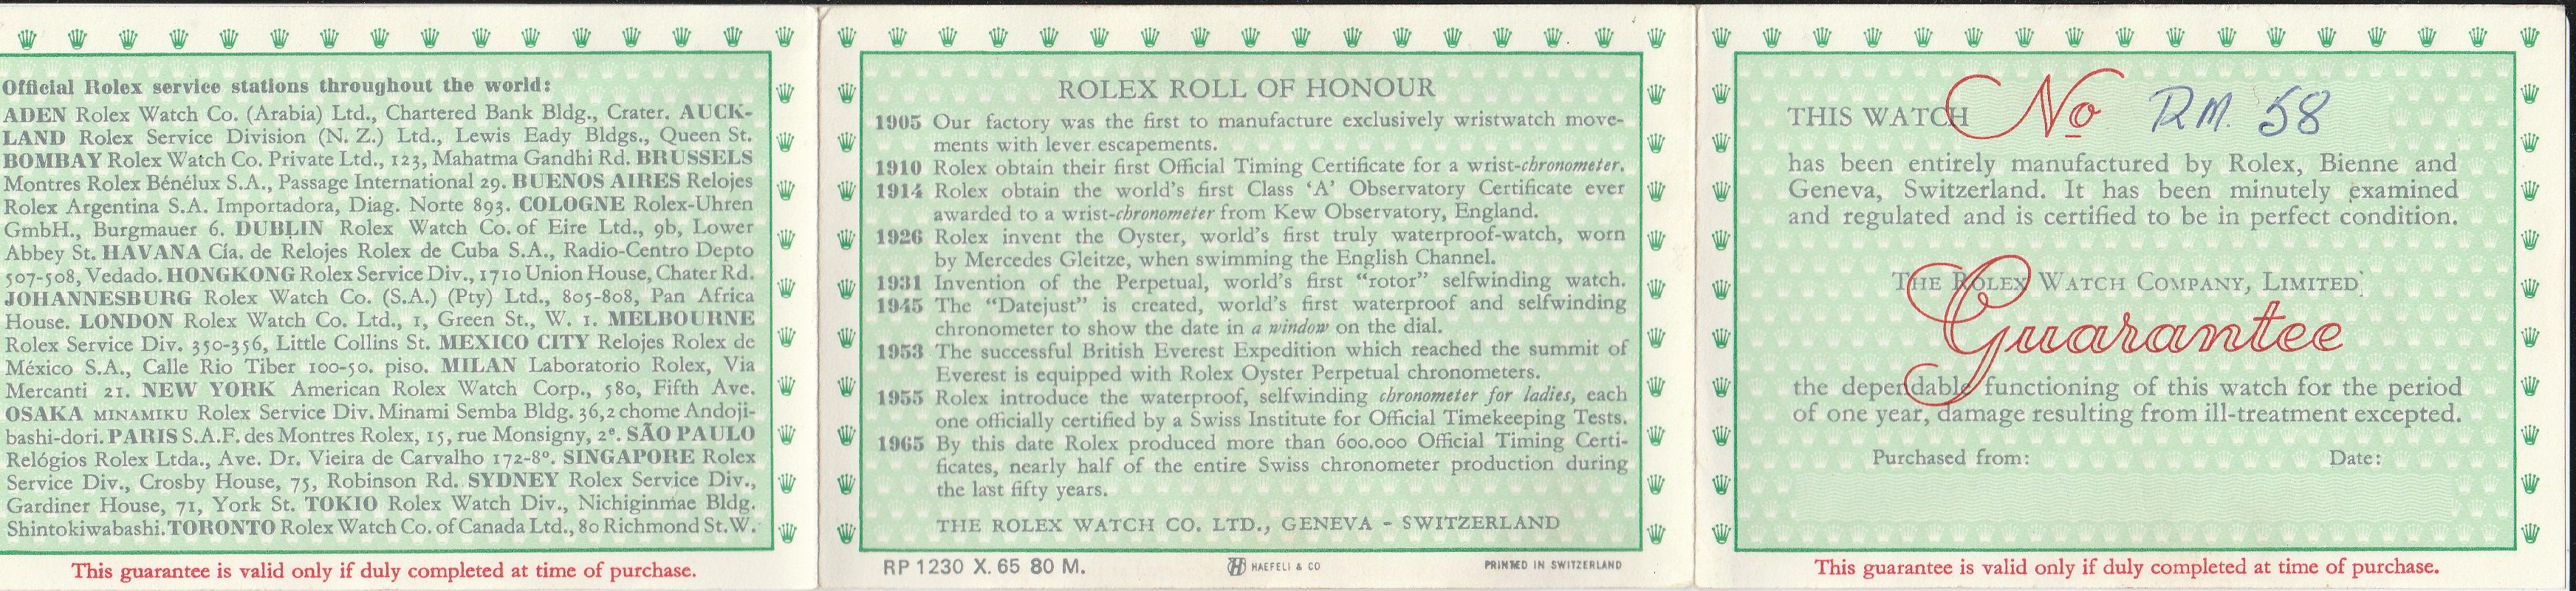 Official Rolex service stations throughout the world:
ADEN Rolex Watch Co. (Arabia) Ltd., Chartered Bank Bldg., Crater. AUCK-
LAND Rolex Service Division (N. Z.) Ltd., Lewis Eady Bldgs., Queen St.
BOMBAY Rolex Watch Co. Private Ltd., 123, Mahatma Gandhi Rd. BRUSSELS
Montres Rolex Bénélux S.A., Passage International 29. BUENOS AIRES Relojes
Rolex Argentina S.A. Importadora, Diag. Norte 893. COLOGNE Rolex-Uhren
GmbH., Burgmauer 6. DUBLIN Rolex Watch Co. of Eire Ltd., 9b, Lower
Abbey St. HAVANA Cía. de Relojes Rolex de Cuba S.A., Radio-Centro Depto
507-508, Vedado. HONGKONG Rolex Service Div., 1710 Union House, Chater Rd.
JOHANNESBURG Rolex Watch Co. (S.A.) (Pty) Ltd., 805-808, Pan Africa
House. LONDON Rolex Watch Co. Ltd., 1, Green St., W. 1. MELBOURNE
Rolex Service Div. 350-356, Little Collins St. MEXICO CITY Relojes Rolex de
México S.A., Calle Rio Tiber 100-50. piso. MILAN Laboratorio Rolex, Via
Mercanti 21. NEW YORK American Rolex Watch Corp., 580, Fifth Ave.
OSAKA MINAMIKU Rolex Service Div. Minami Semba Bldg. 36, 2 chome Andoji-
bashi-dori. PARIS S.A.F. des Montres Rolex, 15, rue Monsigny, 2e. SÃO PAULO
Relógios Rolex Ltda., Ave. Dr. Vieira de Carvalho 172-8º. SINGAPORE Rolex
Service Div., Crosby House, 75, Robinson Rd. SYDNEY Rolex Service Div.,
Gardiner House, 71, York St. TOKIO Rolex Watch Div., Nichiginmae Bldg.
Shintokiwabashi. TORONTO Rolex Watch Co. of Canada Ltd., 80 Richmond St. W.
This guarantee is valid only if duly completed at time of purchase.
ROLEX ROLL OF HONOUR
1905 Our factory was the first to manufacture exclusively wristwatch move-
ments with lever escapements.
1910 Rolex obtain their first Official Timing Certificate for a wrist-chronometer.
1914 Rolex obtain the world's first Class 'A' Observatory Certificate ever
awarded to a wrist-chronometer from Kew Observatory, England.
1926 Rolex invent the Oyster, world's first truly waterproof-watch, worn
by Mercedes Gleitze, when swimming the English Channel.
1931 Invention of the Perpetual, world's first "rotor" selfwinding watch.
1945 The "Datejust" is created, world's first waterproof and selfwinding
chronometer to show the date in a window on the dial.
1953 The successful British Everest Expedition which reached the summit of
Everest is equipped with Rolex Oyster Perpetual chronometers.
1955 Rolex introduce the waterproof, selfwinding chronometer for ladies, each
one officially certified by a Swiss Institute for Official Timekeeping Tests.
1965 By this date Rolex produced more than 600.000 Official Timing Certi-
ficates, nearly half of the entire Swiss chronometer production during
the last fifty years.
THE ROLEX WATCH CO. LTD., GENEVA - SWITZERLAND
RP 1230 X. 65 80 M. HAEFELI & CO PRINTED IN SWITZERLAND
THIS WATCH No RM. 58
has been entirely manufactured by Rolex, Bienne and
Geneva, Switzerland. It has been minutely examined
and regulated and is certified to be in perfect condition.
THE ROLEX WATCH COMPANY, LIMITED
Guarantee
the dependable functioning of this watch for the period
of one year, damage resulting from ill-treatment excepted.
Purchased from: Date:
This guarantee is valid only if duly completed at time of purchase.